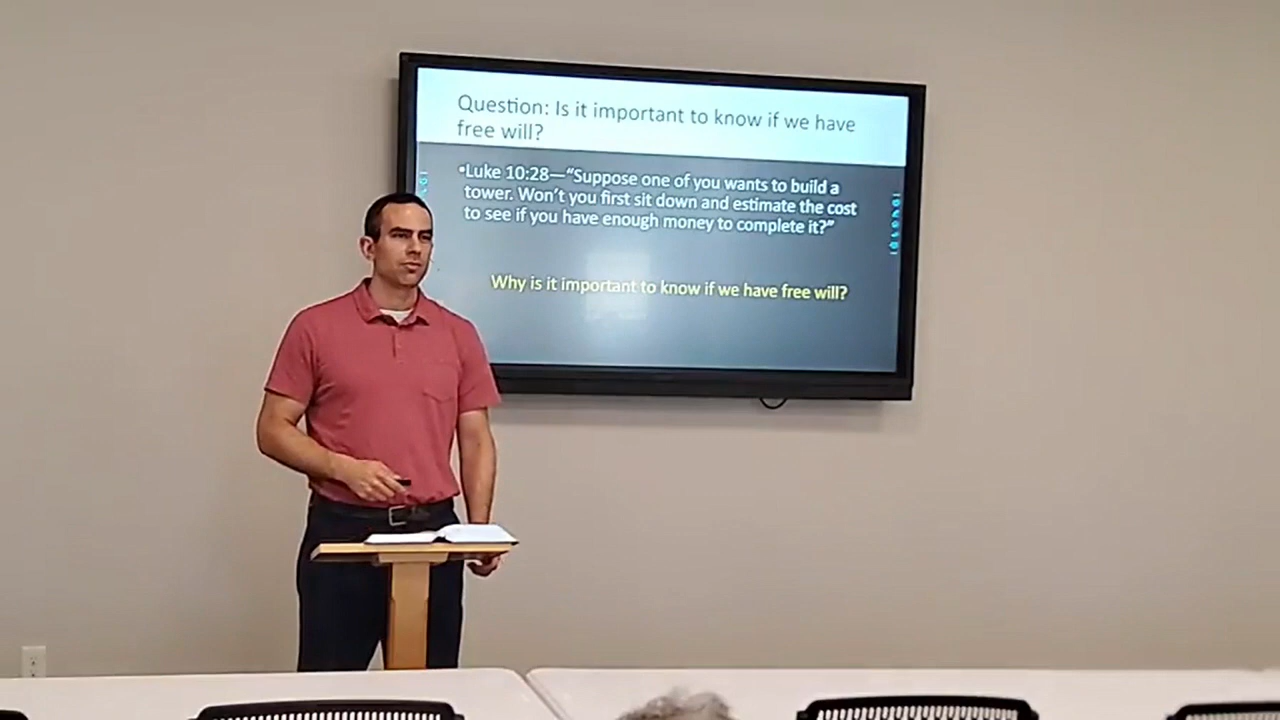 Question: Is it important to know if we have
free will?
•Luke 10:28—“Suppose one of you wants to build a
tower. Won’t you first sit down and estimate the cost
to see if you have enough money to complete it?”
Why is it important to know if we have free will?